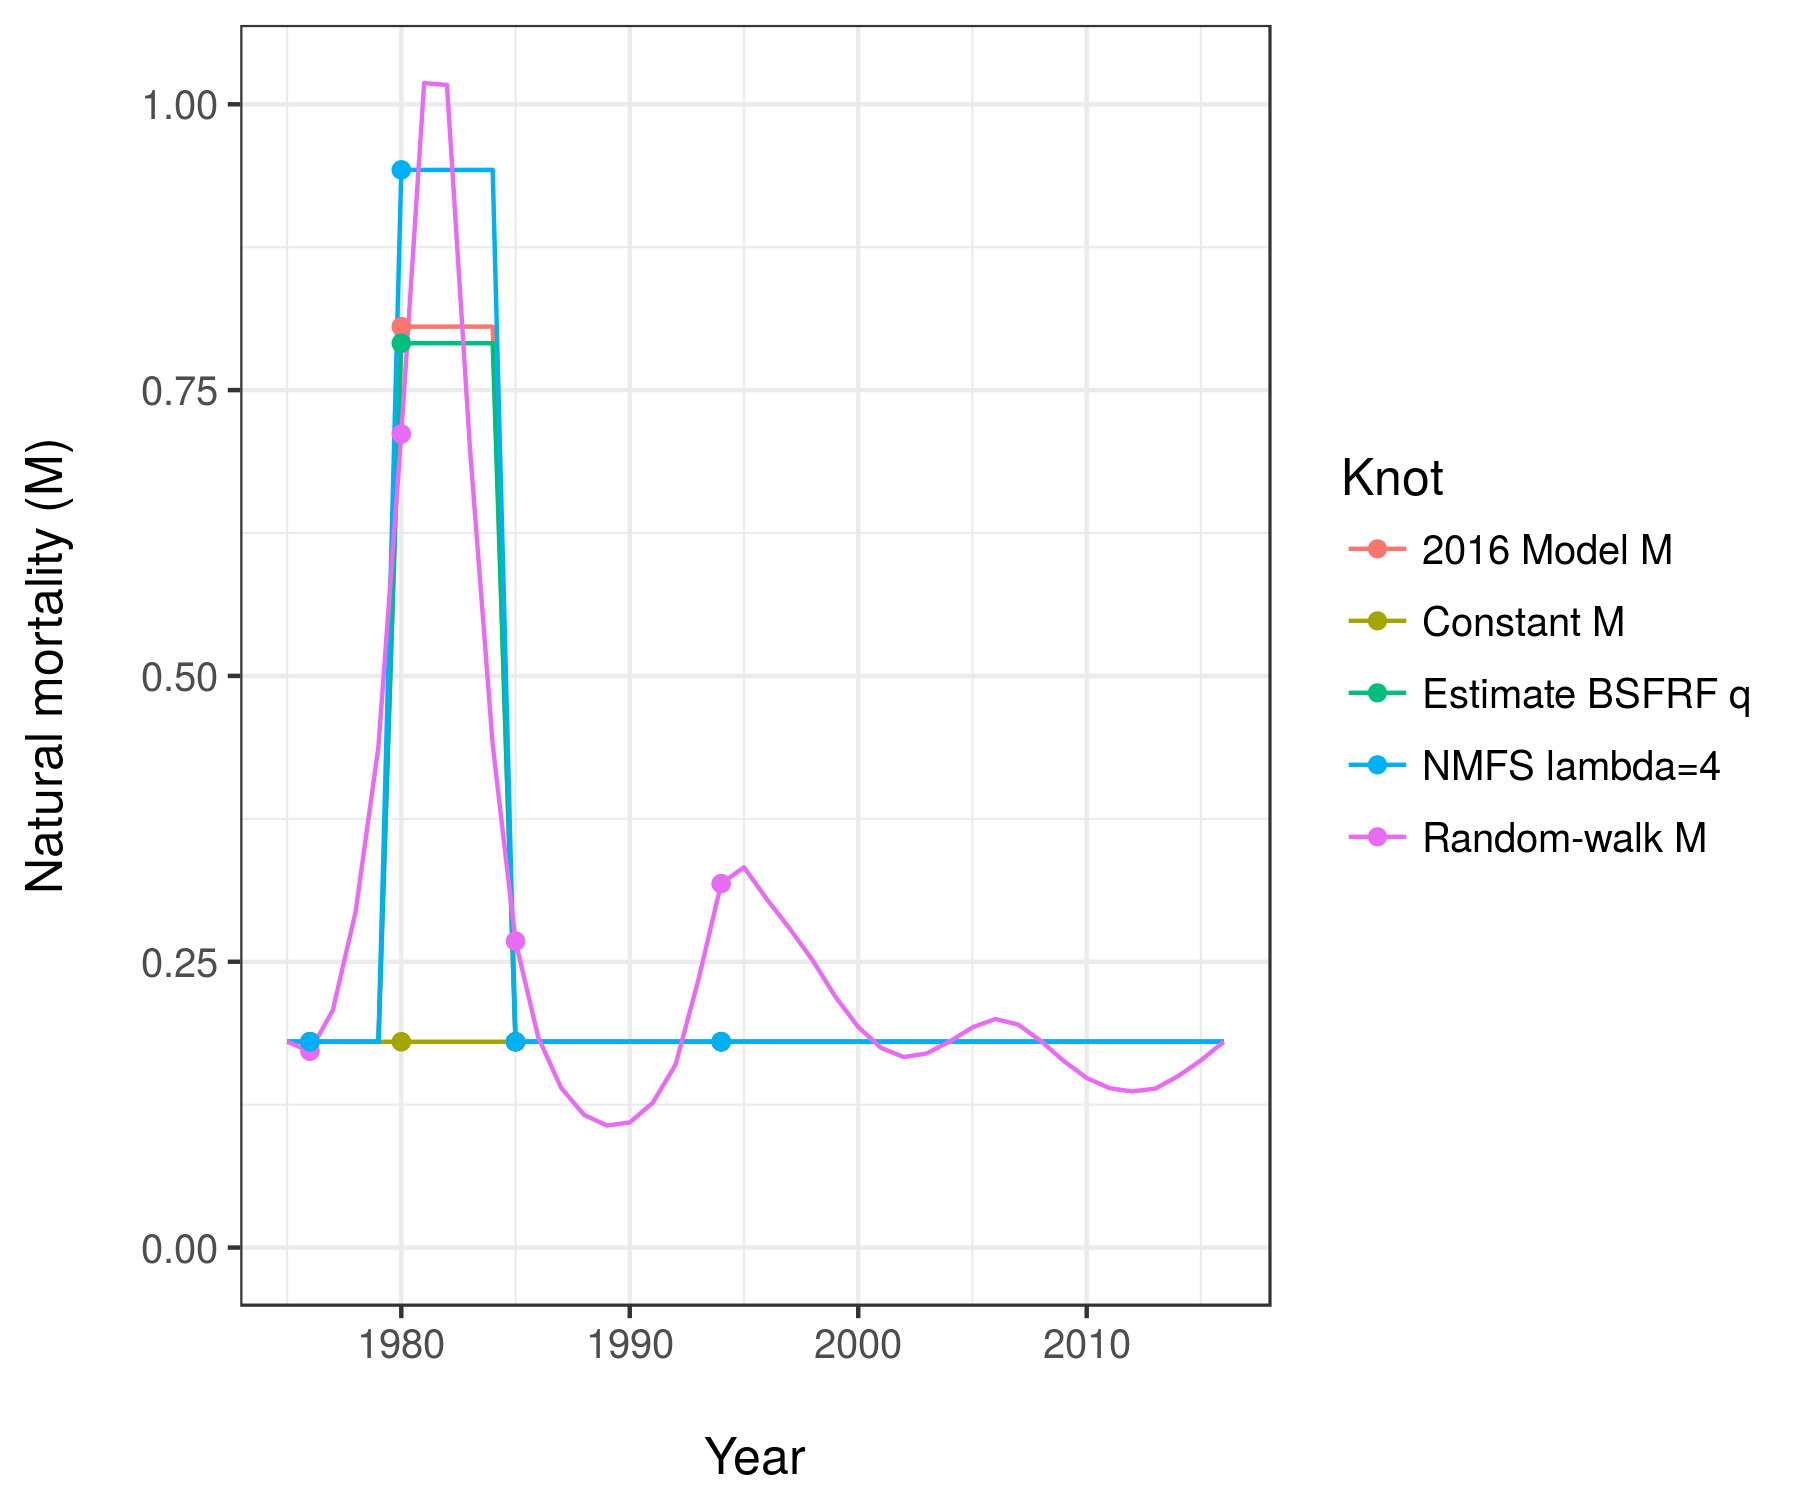 Natural mortality (M)
1.00
0.75
0.50
0.25
0.00
1980 1990 2000 2010
Year
Knot
2016 Model M
Constant M
Estimate BSFRF q
NMFS lambda=4
Random-walk M